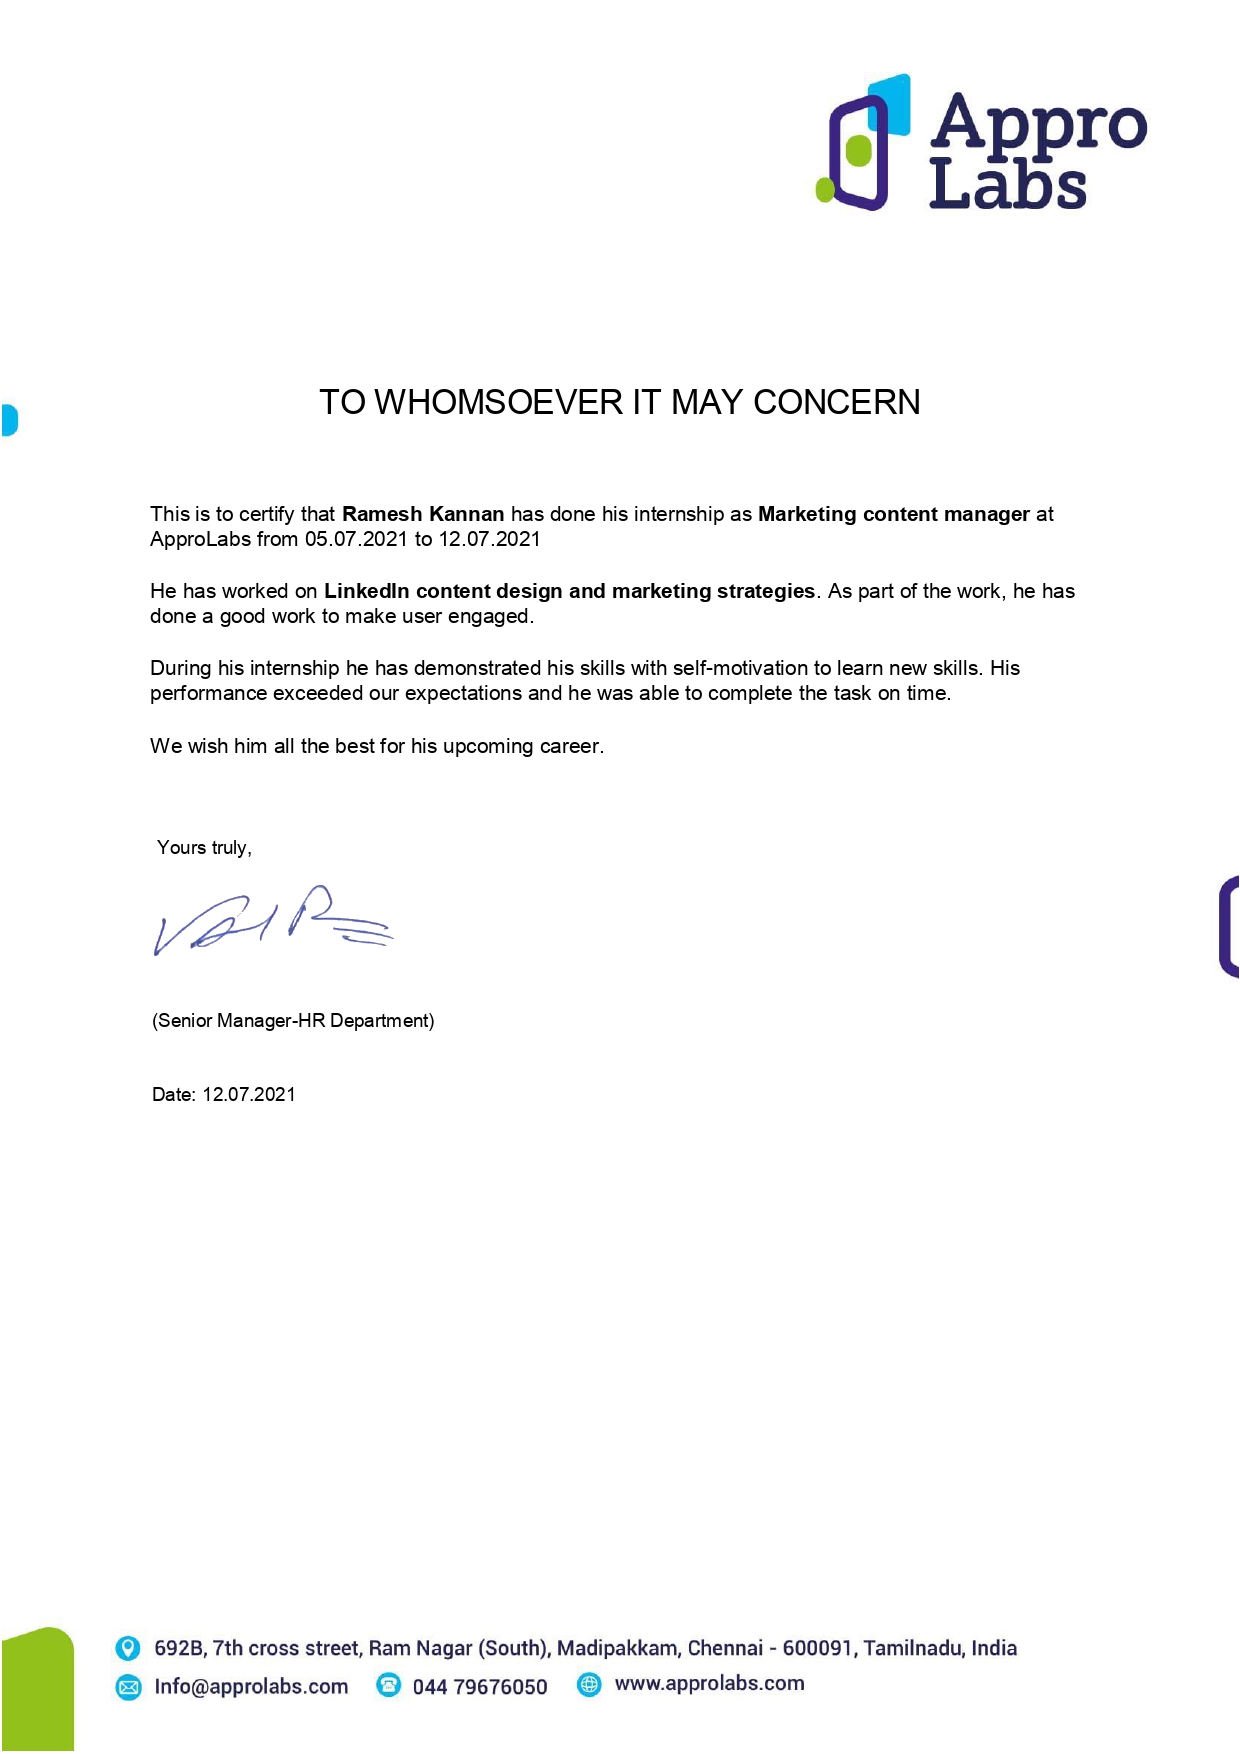 Appro
Labs
TO WHOMSOEVER IT MAY CONCERN
This is to certify that Ramesh Kannan has done his internship as Marketing content manager at
ApproLabs from 05.07.2021 to 12.07.2021
He has worked on LinkedIn content design and marketing strategies. As part of the work, he has
done a good work to make user engaged.
During his internship he has demonstrated his skills with self-motivation to learn new skills. His
performance exceeded our expectations and he was able to complete the task on time.
We wish him all the best for his upcoming career.
Yours truly,
(Senior Manager-HR Department)
Date: 12.07.2021
692B, 7th cross street, Ram Nagar (South), Madipakkam, Chennai - 600091, Tamilnadu, India
Info@approlabs.com 044 79676050 www.approlabs.com